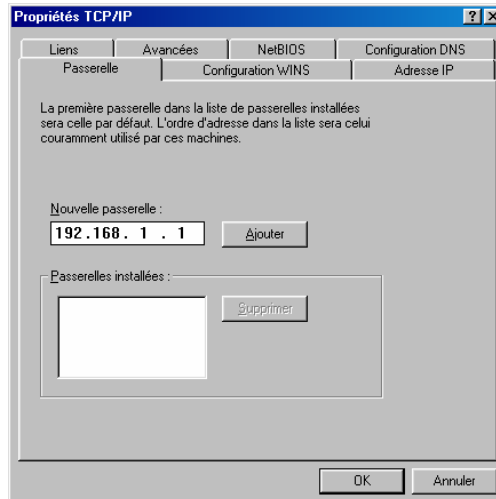 Propriétés TCP/IP
Liens Avancées NetBIOS Configuration DNS
Passerelle Configuration WINS Adresse IP
La première passerelle dans la liste de passerelles installées
sera celle par défaut. L'ordre d'adresse dans la liste sera celui
couramment utilisé par ces machines.
Nouvelle passerelle :
192.168. 1 . 1 Ajouter
Passerelles installées :
Supprimer
OK Annuler